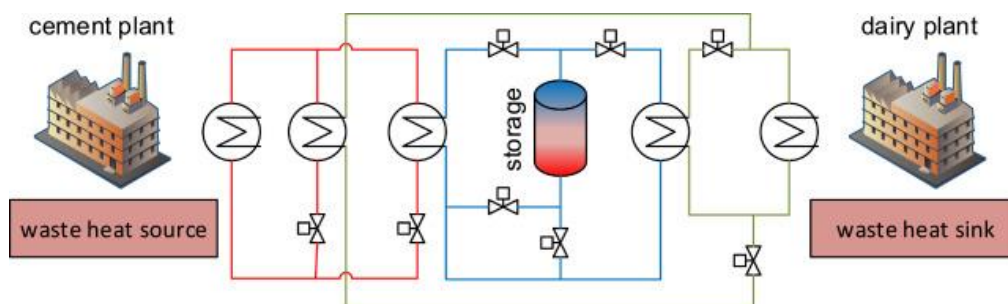 cement plant
dairy plant
storage
waste heat source
waste heat sink